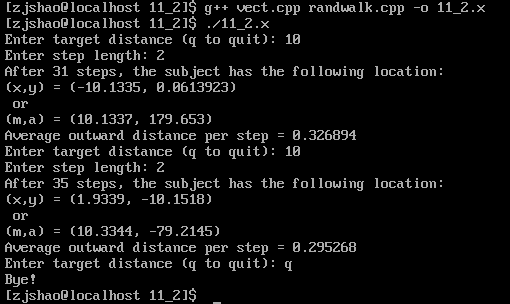 [zjshao@localhost 11_2]$ g++ vect.cpp randwalk.cpp -o 11_2.x
[zjshao@localhost 11_2]$ ./11_2.x
Enter target distance (q to quit): 10
Enter step length: 2
After 31 steps, the subject has the following location:
(x,y) = (-10.1335, 0.0613923)
 or
(m,a) = (10.1337, 179.653)
Average outward distance per step = 0.326894
Enter target distance (q to quit): 10
Enter step length: 2
After 35 steps, the subject has the following location:
(x,y) = (1.9339, -10.1518)
 or
(m,a) = (10.3344, -79.2145)
Average outward distance per step = 0.295268
Enter target distance (q to quit): q
Bye!
[zjshao@localhost 11_2]$